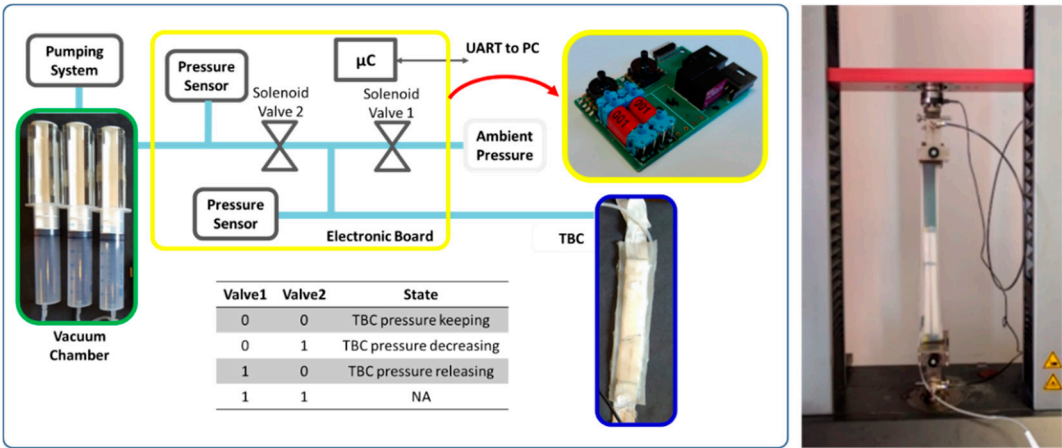 Pumping
System
Pressure
Sensor
μC
UART to PC
Solenoid
Valve 2
Solenoid
Valve 1
Ambient
Pressure
Pressure
Sensor
Electronic Board
TBC
Vacuum
Chamber
Valve1 Valve2 State
0 0 TBC pressure keeping
0 1 TBC pressure decreasing
1 0 TBC pressure releasing
1 1 NA
001
001